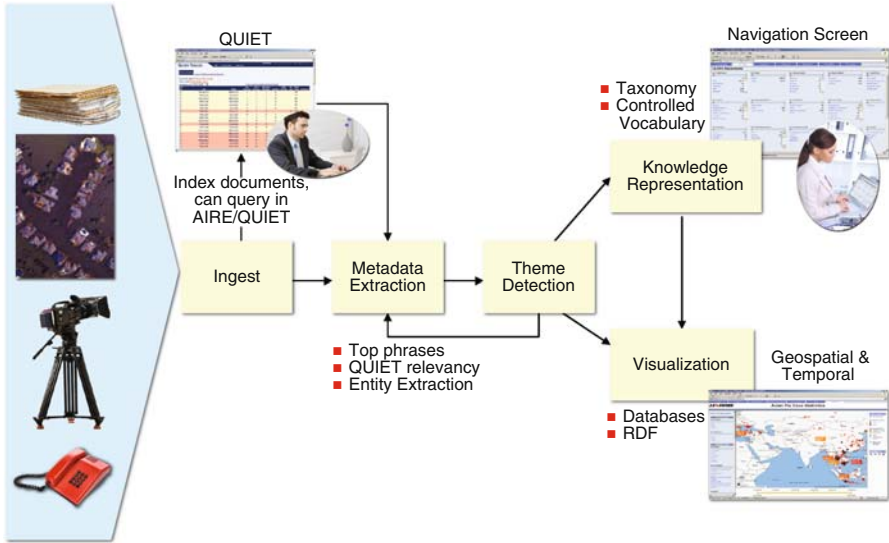 QUIET
Navigation Screen
Taxonomy
Controlled
Vocabulary
Index documents,
can query in
AIRE/QUIET
Knowledge
Representation
Ingest
Metadata
Extraction
Theme
Detection
Top phrases
QUIET relevancy
Entity Extraction
Visualization
Geospatial &
Temporal
Databases
RDF